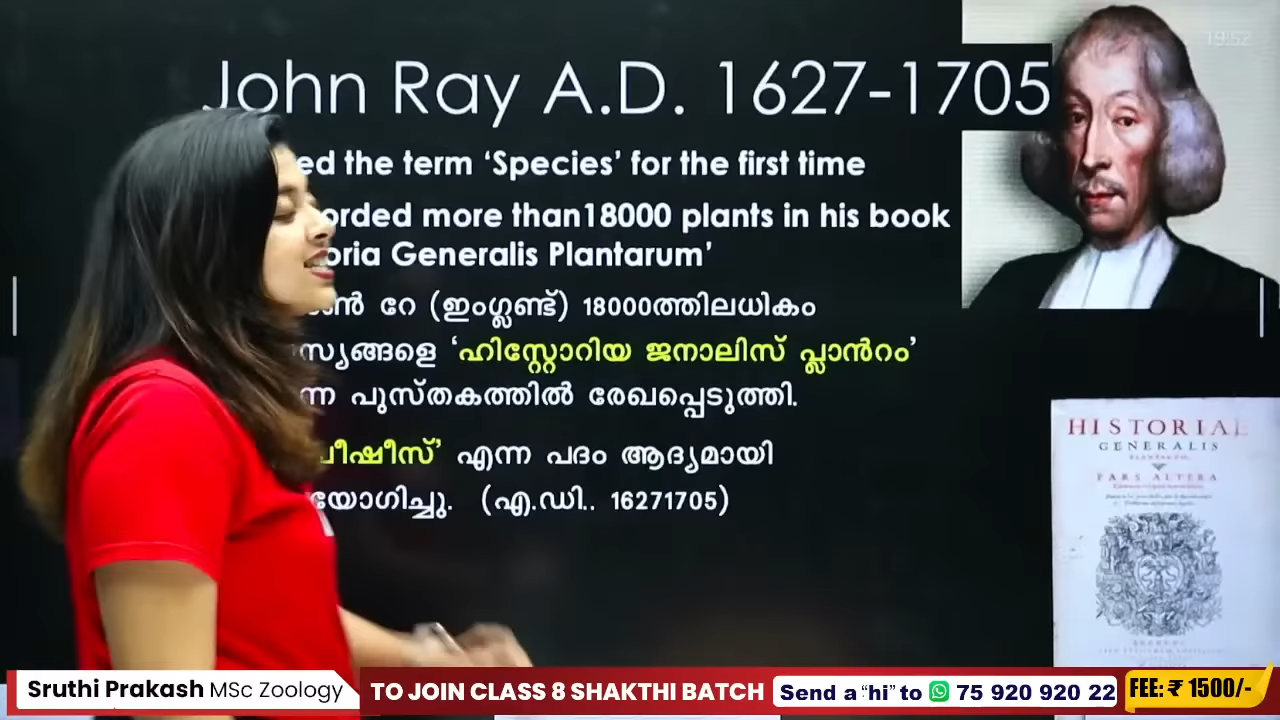 John Ray A.D. 1627-1705
19:52
ed the term ‘Species’ for the first time
orded more than18000 plants in his book
oria Generalis Plantarum’
ൺ റേ (ഇംഗ്ലണ്ട്) 18000ത്തിലധികം
സ്യങ്ങളെ ‘ഹിസ്റ്റോറിയ ജനാലിസ് പ്ലാൻറം’
ന്ന പുസ്തകത്തിൽ രേഖപ്പെടുത്തി.
പീഷീസ്’ എന്ന പദം ആദ്യമായി
യോഗിച്ചു. (എ.ഡി.. 16271705)
HISTORIAE
GENERALIS
PARS ALTERA
Sruthi Prakash MSc Zoology
TO JOIN CLASS 8 SHAKTHI BATCH
Send a “hi” to 75 920 920 22
FEE: ₹ 1500/-